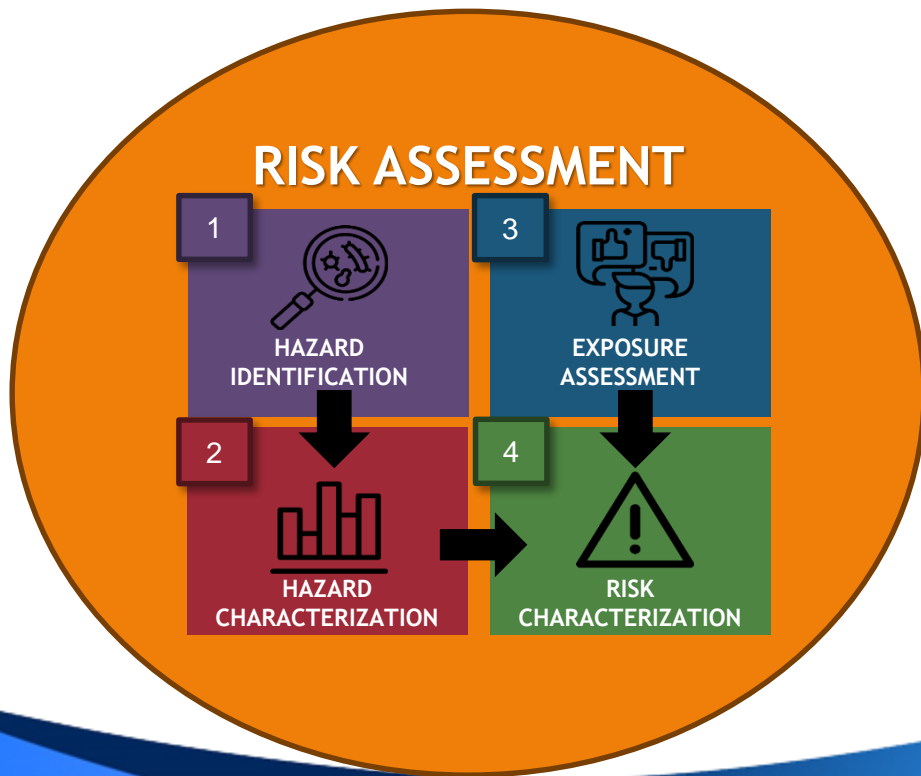 RISK ASSESSMENT
1
HAZARD
IDENTIFICATION
2
HAZARD
CHARACTERIZATION
3
EXPOSURE
ASSESSMENT
4
RISK
CHARACTERIZATION